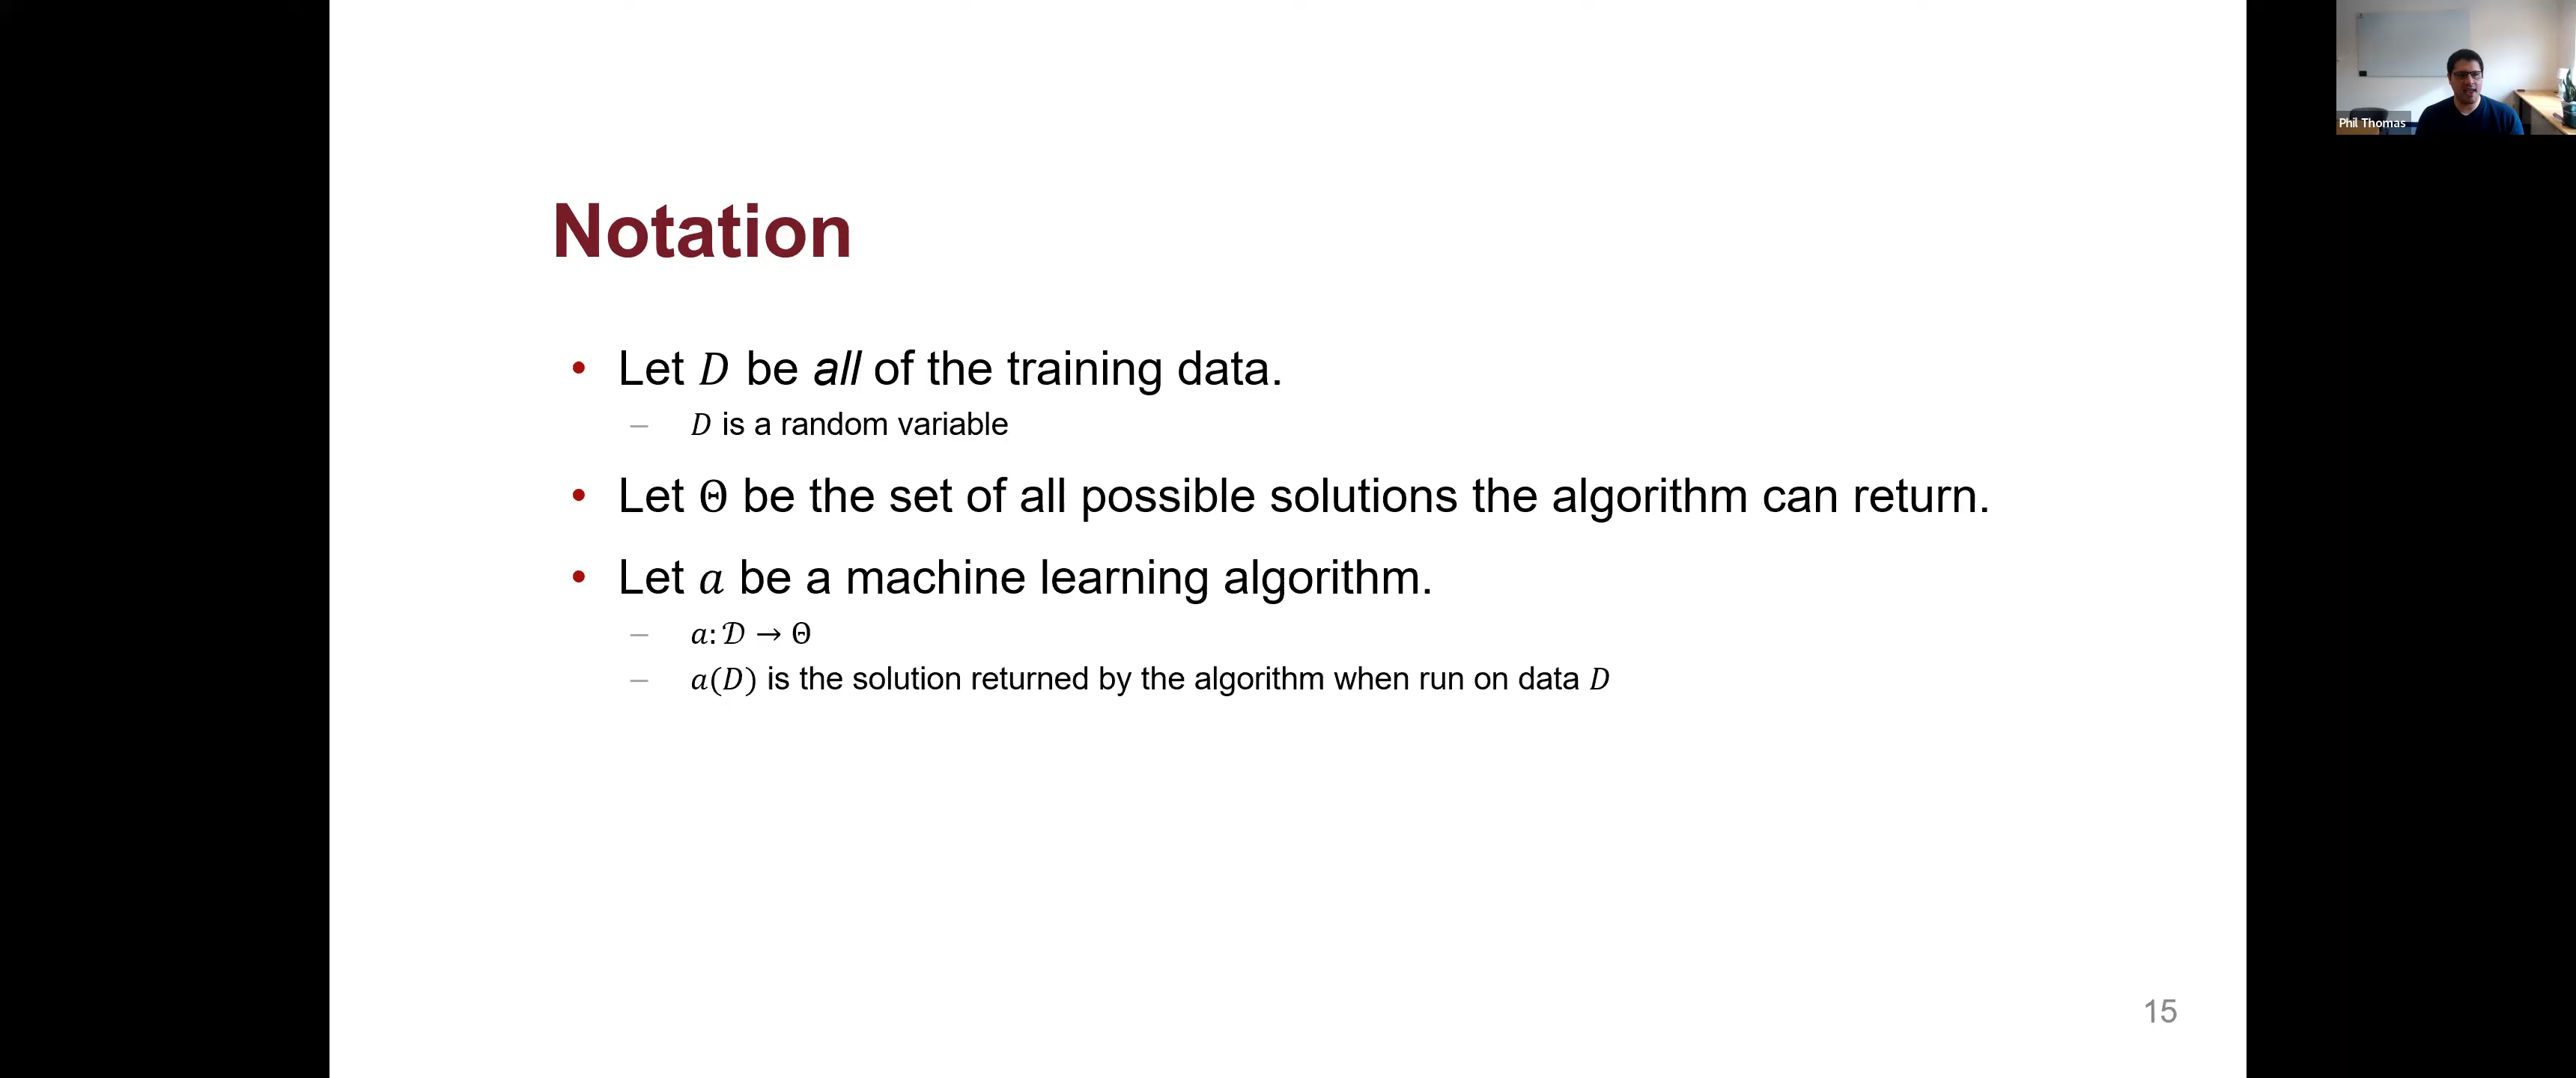 Phil Thomas
Notation
• Let D be all of the training data.
– D is a random variable
• Let Θ be the set of all possible solutions the algorithm can return.
• Let a be a machine learning algorithm.
– a: 𝒟 → Θ
– a(D) is the solution returned by the algorithm when run on data D
15